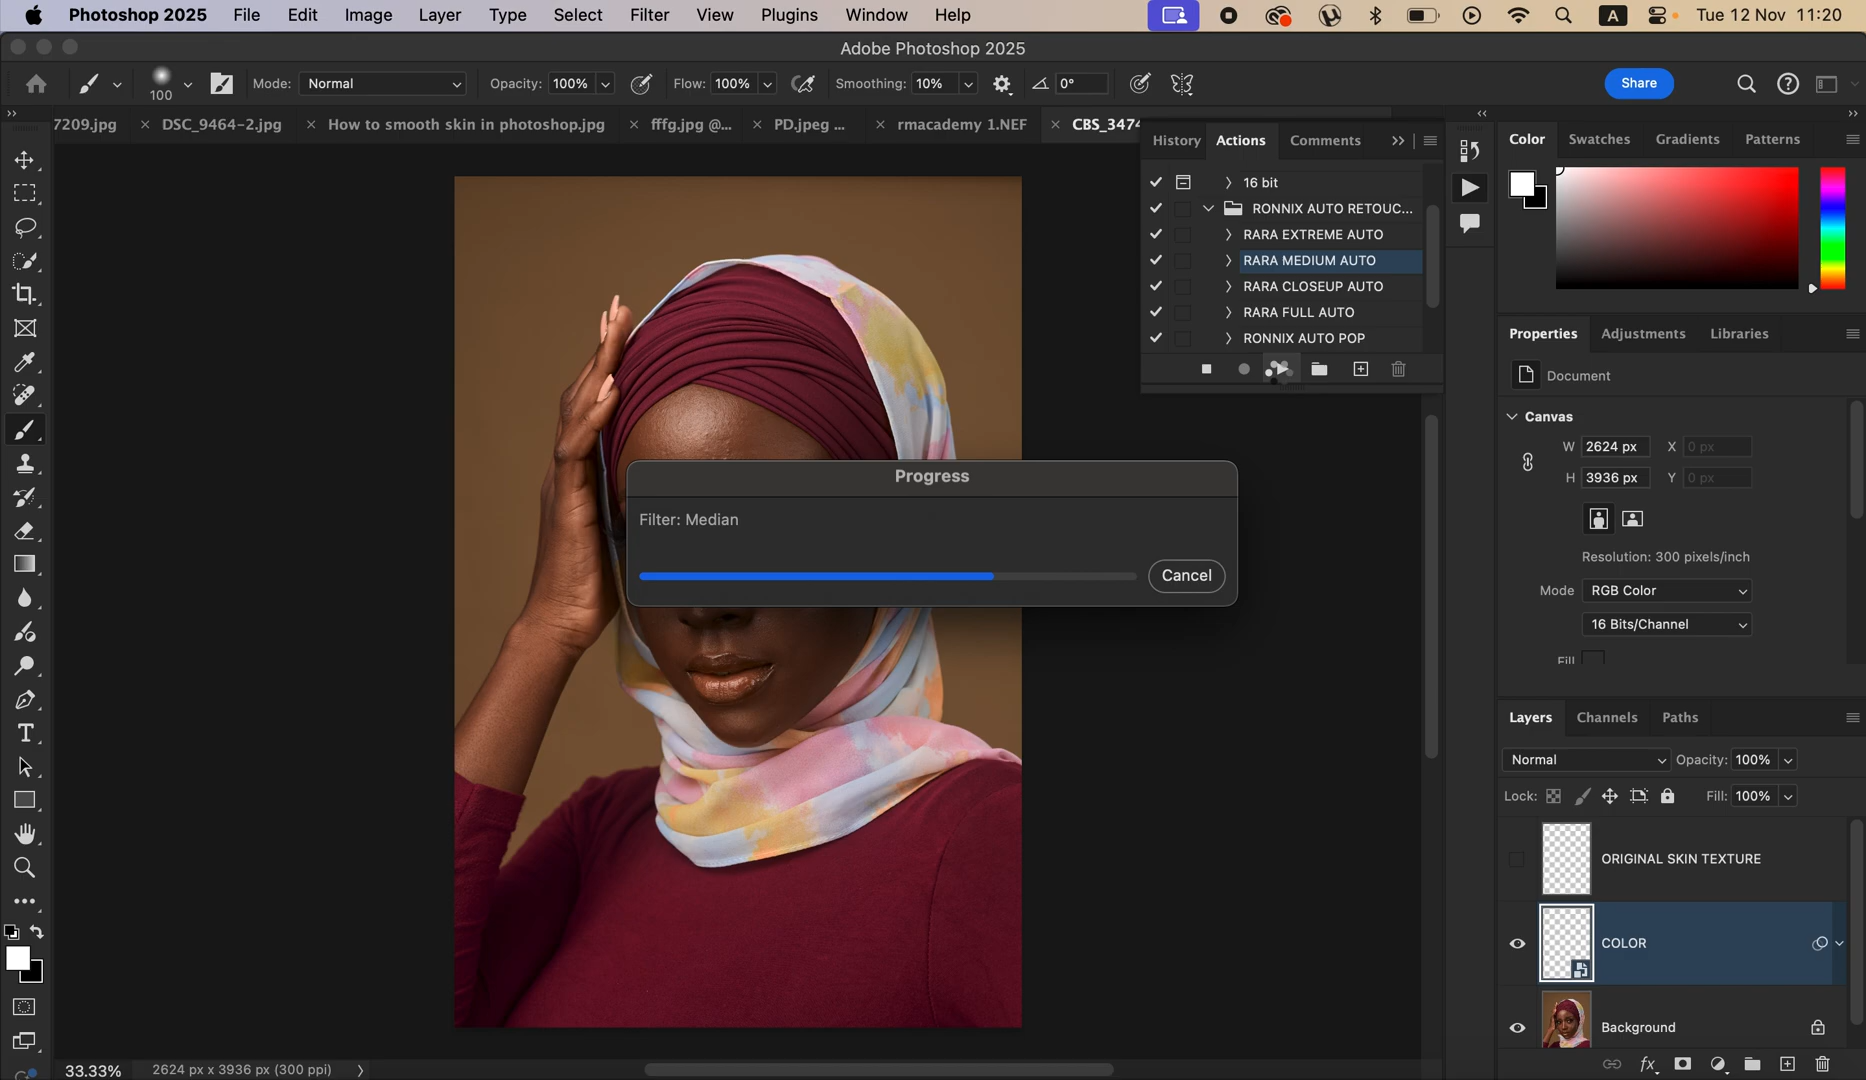 Photoshop 2025 File Edit Image Layer Type Select Filter View Plugins Window Help A Tue 12 Nov 11:20
Adobe Photoshop 2025
100 Mode: Normal Opacity: 100% Flow: 100% Smoothing: 10% 0° Share
7209.jpg × DSC_9464-2.jpg × How to smooth skin in photoshop.jpg × fffg.jpg @... × PD.jpeg ... × rmacademy 1.NEF × CBS_3474
History Actions Comments
16 bit
RONNIX AUTO RETOUC...
RARA EXTREME AUTO
RARA MEDIUM AUTO
RARA CLOSEUP AUTO
RARA FULL AUTO
RONNIX AUTO POP
Progress
Filter: Median
Cancel
Color Swatches Gradients Patterns
Properties Adjustments Libraries
Document
Canvas
W 2624 px X 0 px
H 3936 px Y 0 px
Resolution: 300 pixels/inch
Mode RGB Color
16 Bits/Channel
Fill
Layers Channels Paths
Normal Opacity: 100%
Lock: Fill: 100%
ORIGINAL SKIN TEXTURE
COLOR
Background
fx
33.33% 2624 px x 3936 px (300 ppi)